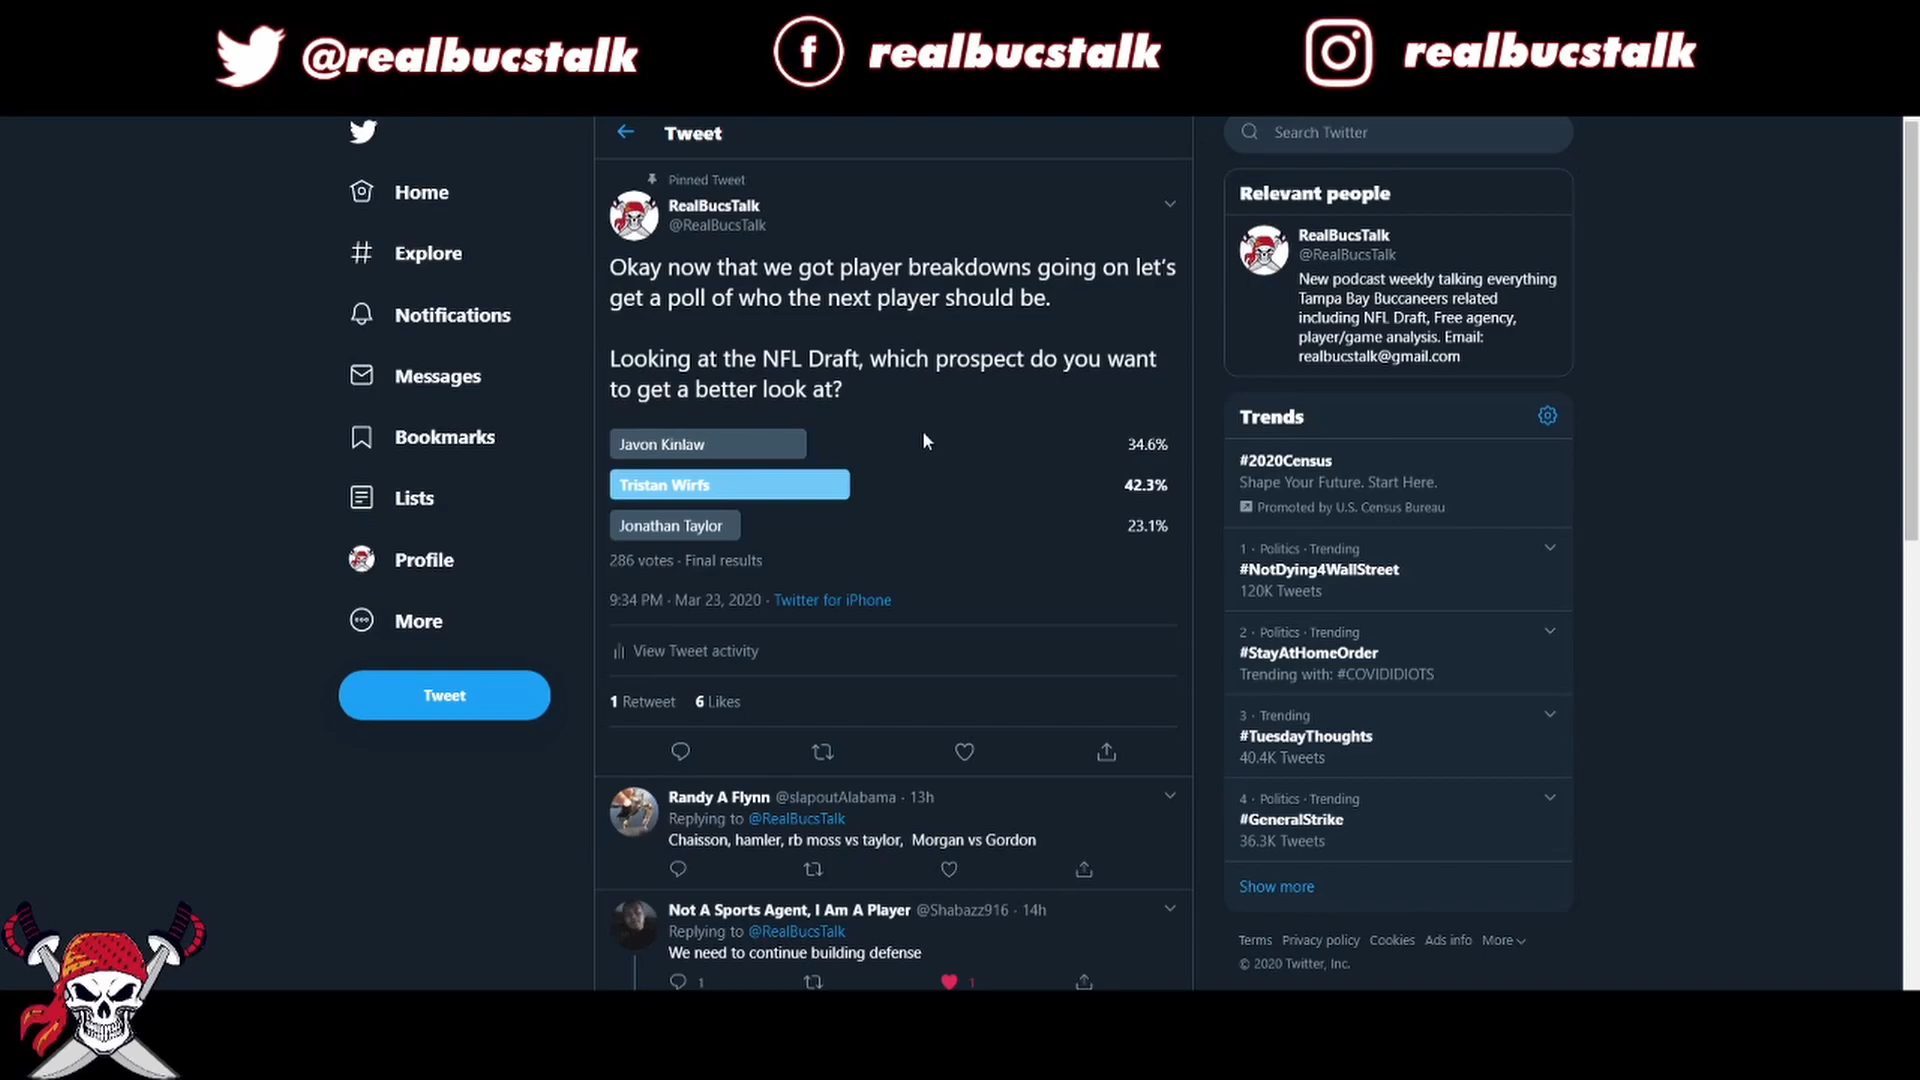 @realbucstalk
f realbucstalk
realbucstalk
Home
Explore
Notifications
Messages
Bookmarks
Lists
Profile
More
Tweet
Tweet
Pinned Tweet
RealBucsTalk
@RealBucsTalk
Okay now that we got player breakdowns going on let's
get a poll of who the next player should be.
Looking at the NFL Draft, which prospect do you want
to get a better look at?
Javon Kinlaw 34.6%
Tristan Wirfs 42.3%
Jonathan Taylor 23.1%
286 votes · Final results
9:34 PM · Mar 23, 2020 · Twitter for iPhone
View Tweet activity
1 Retweet 6 Likes
Randy A Flynn @slapoutAlabama · 13h
Replying to @RealBucsTalk
Chaisson, hamler, rb moss vs taylor, Morgan vs Gordon
Not A Sports Agent, I Am A Player @Shabazz916 · 14h
Replying to @RealBucsTalk
We need to continue building defense
1 1
Search Twitter
Relevant people
RealBucsTalk
@RealBucsTalk
New podcast weekly talking everything
Tampa Bay Buccaneers related
including NFL Draft, Free agency,
player/game analysis. Email:
realbucstalk@gmail.com
Trends
#2020Census
Shape Your Future. Start Here.
Promoted by U.S. Census Bureau
1 · Politics · Trending
#NotDying4WallStreet
120K Tweets
2 · Politics · Trending
#StayAtHomeOrder
Trending with: #COVIDIDIOTS
3 · Trending
#TuesdayThoughts
40.4K Tweets
4 · Politics · Trending
#GeneralStrike
36.3K Tweets
Show more
Terms Privacy policy Cookies Ads info More
© 2020 Twitter, Inc.